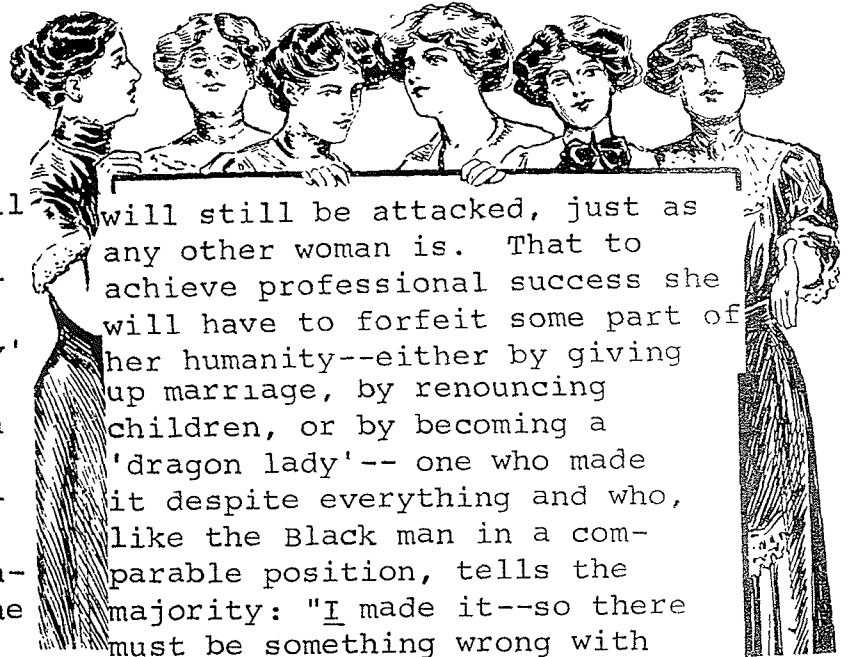 will still be attacked, just as
any other woman is. That to
achieve professional success she
will have to forfeit some part of
her humanity--either by giving
up marriage, by renouncing
children, or by becoming a
'dragon lady'-- one who made
it despite everything and who,
like the Black man in a com-
parable position, tells the
majority: "I made it--so there
must be something wrong with